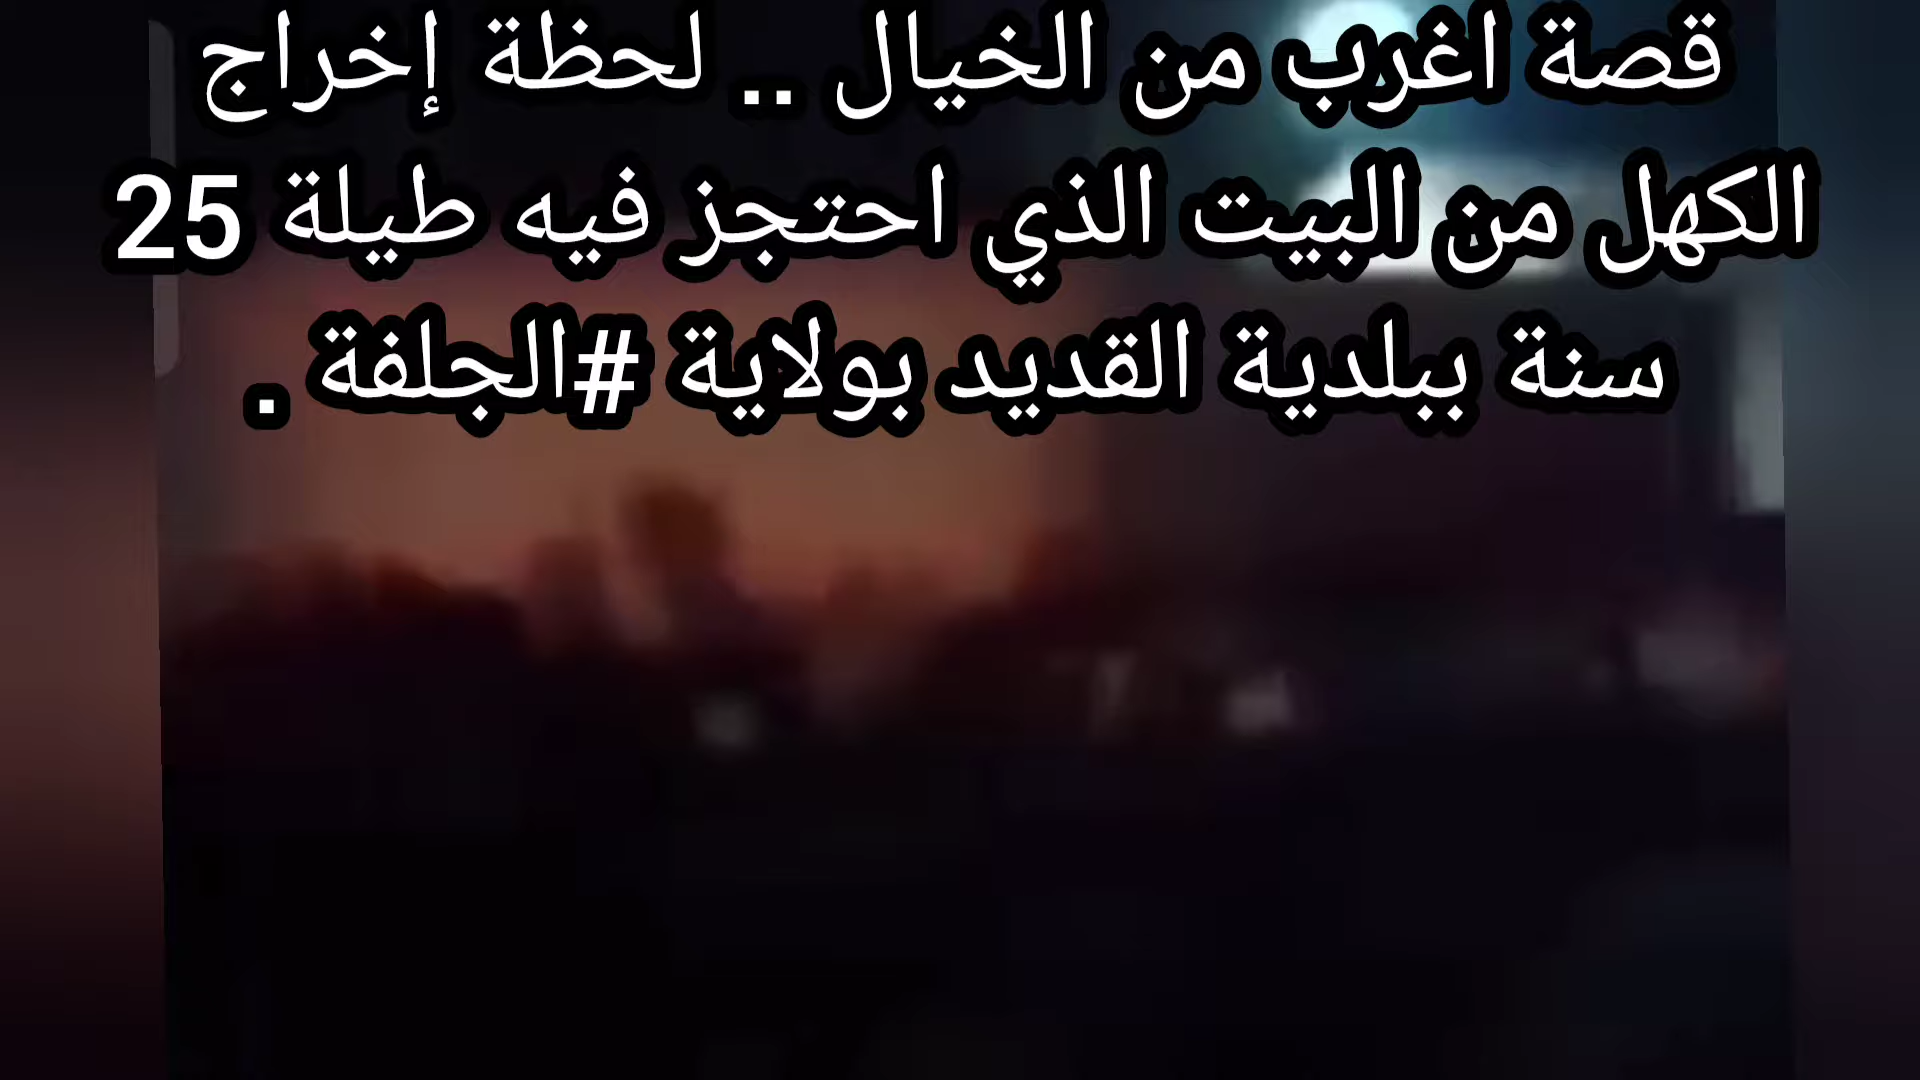 قصة اغرب من الخيال .. لحظة إخراج
الكهل من البيت الذي احتجز فيه طيلة 25
سنة ببلدية القديد بولاية #الجلفة .